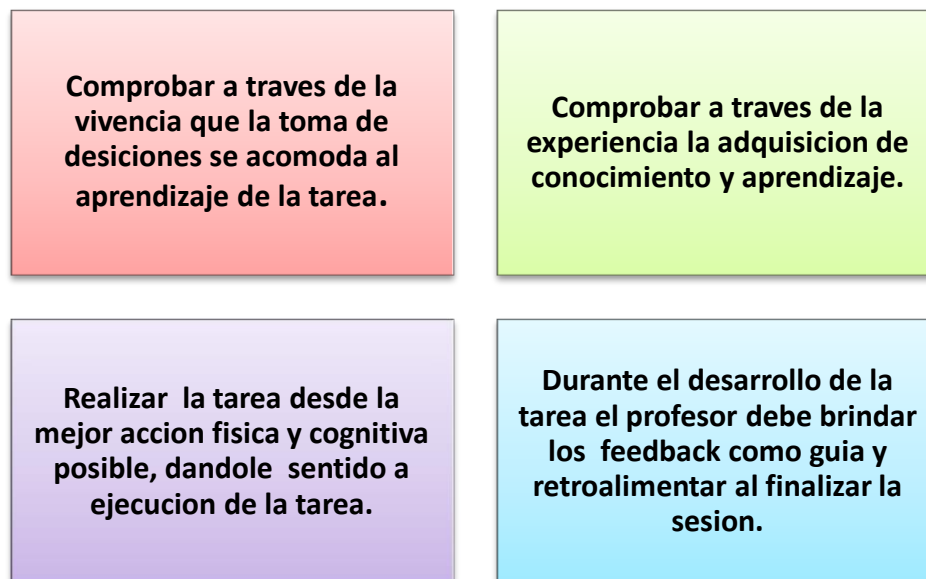 Comprobar a traves de la
vivencia que la toma de
desiciones se acomoda al
aprendizaje de la tarea.
Comprobar a traves de la
experiencia la adquisicion de
conocimiento y aprendizaje.
Realizar la tarea desde la
mejor accion fisica y cognitiva
posible, dandole sentido a
ejecucion de la tarea.
Durante el desarrollo de la
tarea el profesor debe brindar
los feedback como guia y
retroalimentar al finalizar la
sesion.